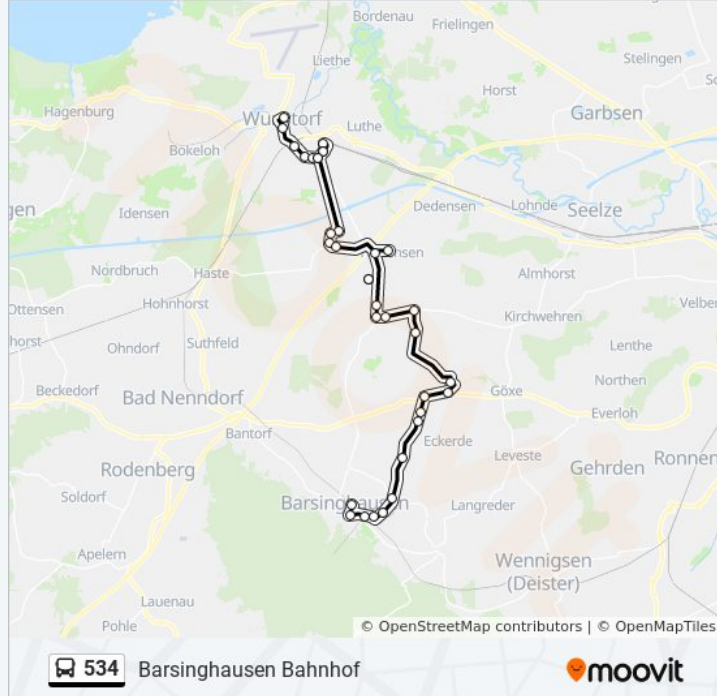 Bordenau
Frielingen
Liethe
Stelingen
Horst
Hagenburg
Garbsen
Luthe
Bokeloh
Dedensen
Lohnde
Idensen
Seelze
Nordbruch
Haste
Almhorst
Ottensen
Hohnhorst
Kirchwehren
Ohndorf
Suthfeld
Lenthe
Beckedorf
Northen
Bad Nenndorf
Göxe
Everloh
Bantorf
Eckerde
Leveste
Rodenberg
Gehrden
Soldorf
Barsinghausen
Langreder
Apelern
Wennigsen
(Deister)
Lauenau
Pohle
© OpenStreetMap contributors | © OpenMapTiles
534 Barsinghausen Bahnhof
moovit